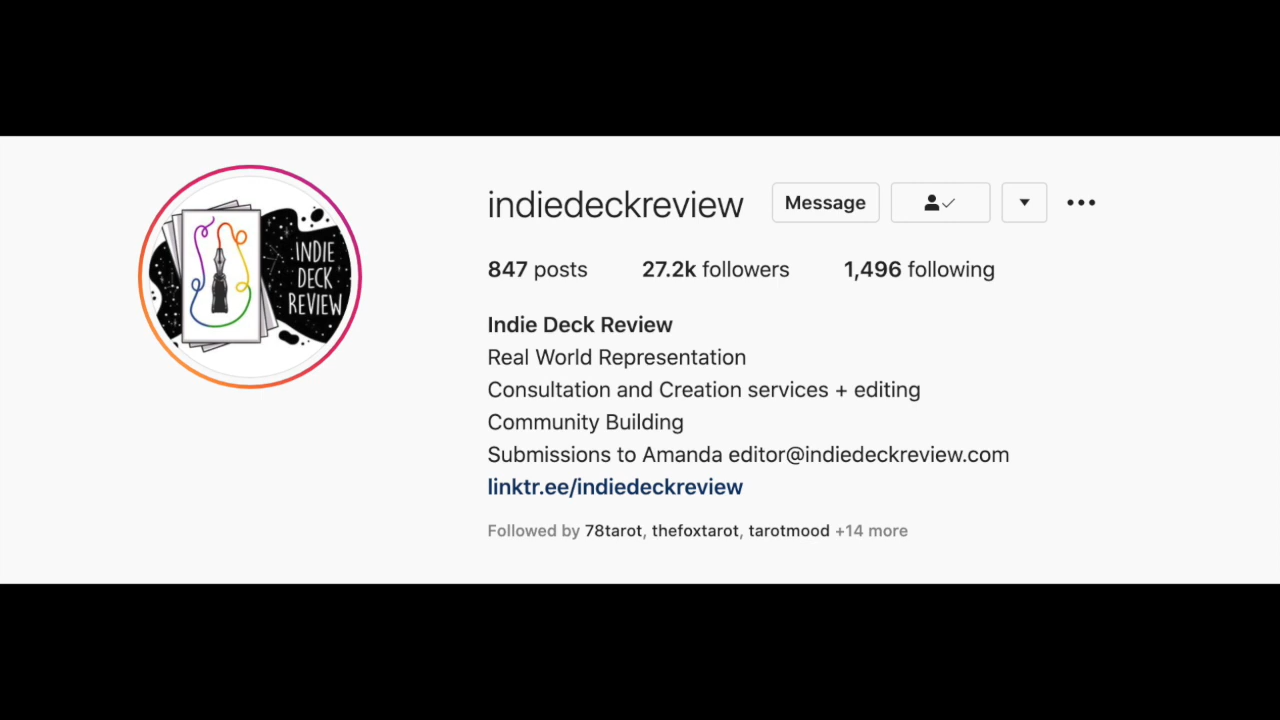 INDIE
DECK
REVIEW
indiedeckreview Message
847 posts 27.2k followers 1,496 following
Indie Deck Review
Real World Representation
Consultation and Creation services + editing
Community Building
Submissions to Amanda editor@indiedeckreview.com
linktr.ee/indiedeckreview
Followed by 78tarot, thefoxtarot, tarotmood +14 more